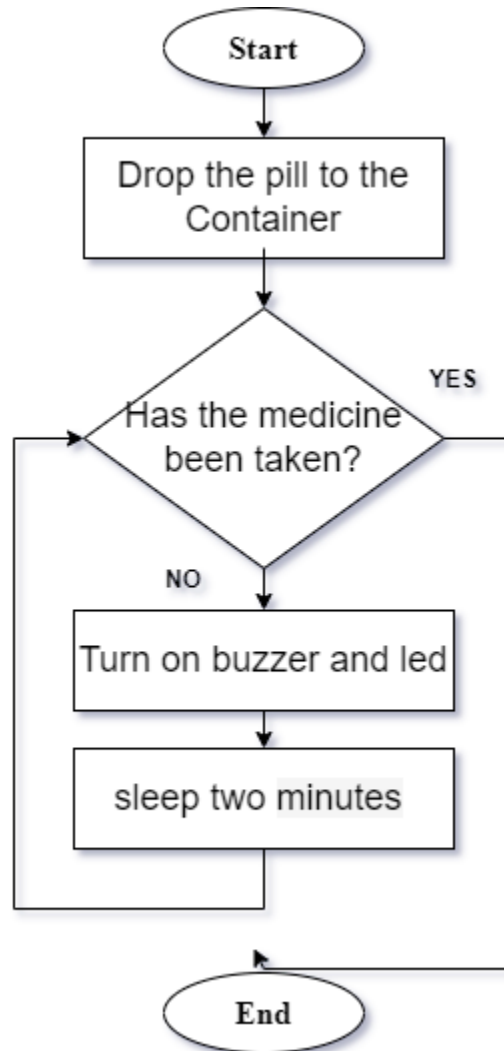 Start
Drop the pill to the
Container
YES
Has the medicine
been taken?
NO
Turn on buzzer and led
sleep two minutes
End